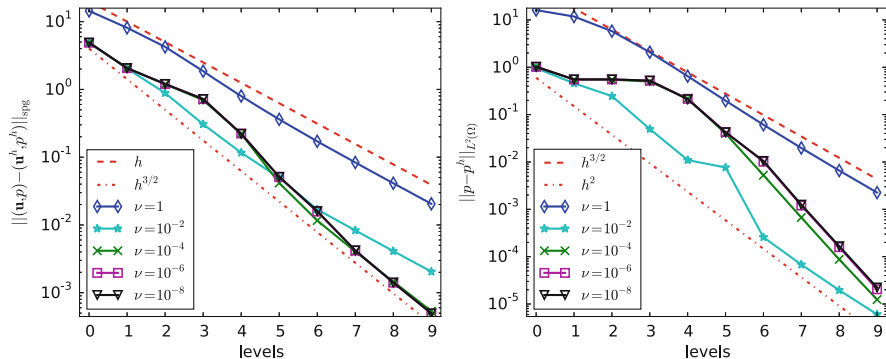 ||(𝐮,p)−(𝐮^h,p^h)||_spg
10^1
10^0
10^-1
10^-2
10^-3
h
h^{3/2}
ν=1
ν=10^-2
ν=10^-4
ν=10^-6
ν=10^-8
0 1 2 3 4 5 6 7 8 9
levels
||p−p^h||_{L^2(Ω)}
10^1
10^0
10^-1
10^-2
10^-3
10^-4
10^-5
h^{3/2}
h^2
ν=1
ν=10^-2
ν=10^-4
ν=10^-6
ν=10^-8
0 1 2 3 4 5 6 7 8 9
levels